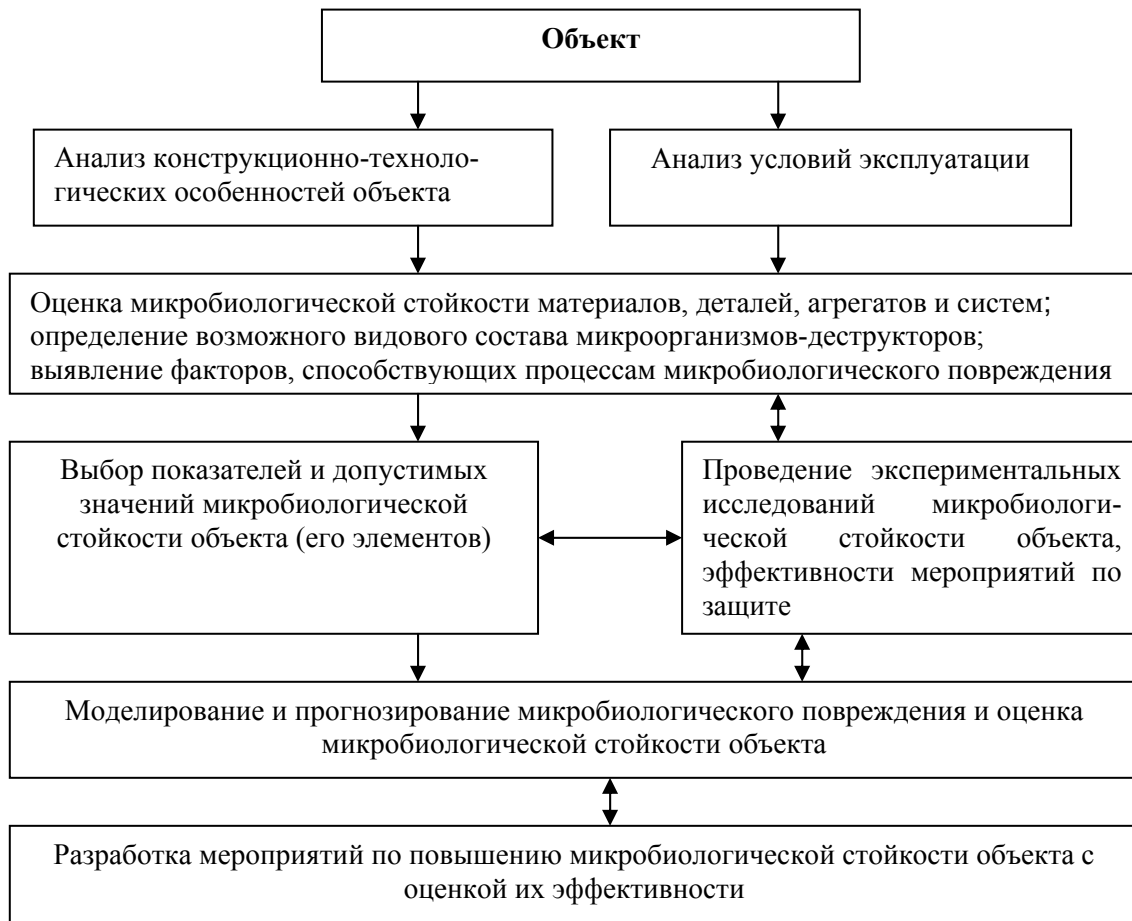 Объект
Анализ конструкционно-техноло-
гических особенностей объекта
Анализ условий эксплуатации
Оценка микробиологической стойкости материалов, деталей, агрегатов и систем;
определение возможного видового состава микроорганизмов-деструкторов;
выявление факторов, способствующих процессам микробиологического повреждения
Выбор показателей и допустимых
значений микробиологической
стойкости объекта (его элементов)
Проведение экспериментальных
исследований микробиологи-
ческой стойкости объекта,
эффективности мероприятий по
защите
Моделирование и прогнозирование микробиологического повреждения и оценка
микробиологической стойкости объекта
Разработка мероприятий по повышению микробиологической стойкости объекта с
оценкой их эффективности